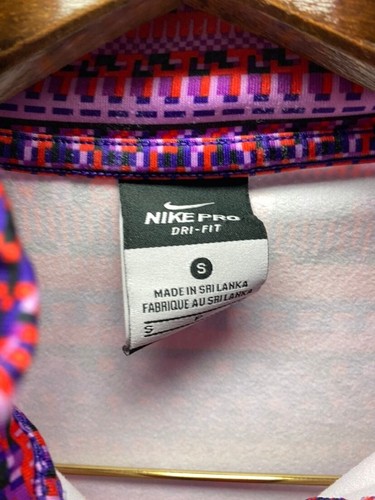 NIKE PRO
DRI-FIT
S
MADE IN SRI LANKA
FABRIQUE AU SRI LANKA
S